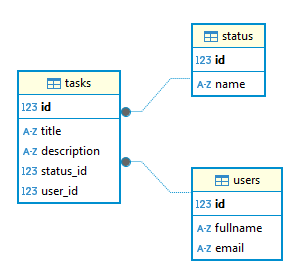 tasks
123 id
A-Z title
A-Z description
123 status_id
123 user_id
status
123 id
A-Z name
users
123 id
A-Z fullname
A-Z email